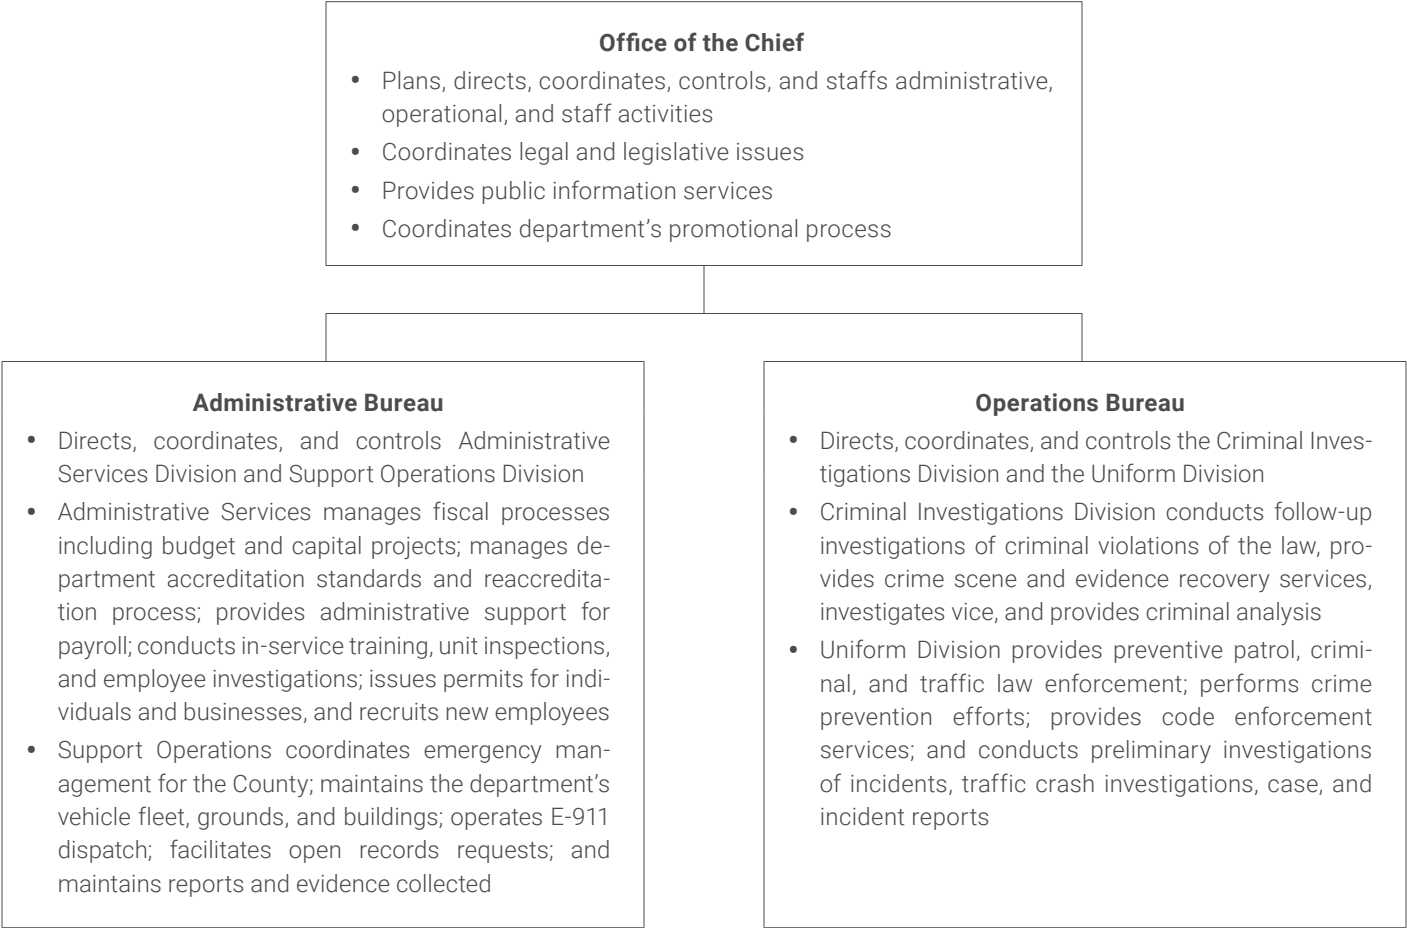 Office of the Chief
• Plans, directs, coordinates, controls, and staffs administrative,
operational, and staff activities
• Coordinates legal and legislative issues
• Provides public information services
• Coordinates department’s promotional process
Administrative Bureau
• Directs, coordinates, and controls Administrative
Services Division and Support Operations Division
• Administrative Services manages fiscal processes
including budget and capital projects; manages de-
partment accreditation standards and reaccredita-
tion process; provides administrative support for
payroll; conducts in-service training, unit inspections,
and employee investigations; issues permits for indi-
viduals and businesses, and recruits new employees
• Support Operations coordinates emergency man-
agement for the County; maintains the department’s
vehicle fleet, grounds, and buildings; operates E-911
dispatch; facilitates open records requests; and
maintains reports and evidence collected
Operations Bureau
• Directs, coordinates, and controls the Criminal Inves-
tigations Division and the Uniform Division
• Criminal Investigations Division conducts follow-up
investigations of criminal violations of the law, pro-
vides crime scene and evidence recovery services,
investigates vice, and provides criminal analysis
• Uniform Division provides preventive patrol, crimi-
nal, and traffic law enforcement; performs crime
prevention efforts; provides code enforcement
services; and conducts preliminary investigations
of incidents, traffic crash investigations, case, and
incident reports